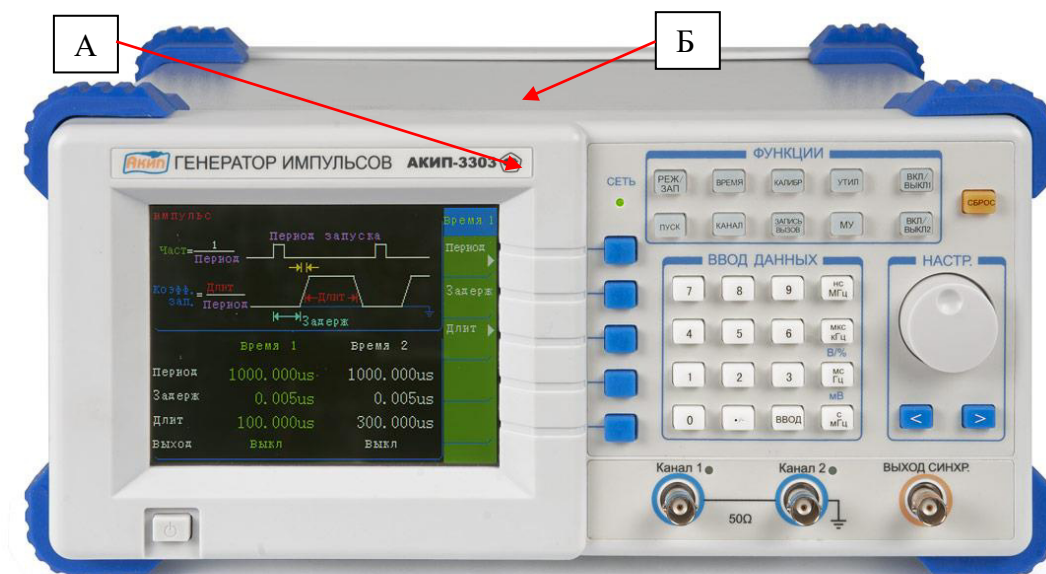 А
Б
Акип ГЕНЕРАТОР ИМПУЛЬСОВ АКИП-3303
импульс
Част= 1
Период
Период запуска
Коэфф. зап. = Длит
Период
Длит
Задерж
Время 1 Время 2
Период 1000.000us 1000.000us
Задерж 0.005us 0.005us
Длит 100.000us 300.000us
Выход Выкл Выкл
Время 1
Период
Задерж
Длит
СЕТЬ
ФУНКЦИИ
РЕЖ/ЗАП ВРЕМЯ КАЛИБР УТИЛ ВКЛ/ВЫКЛ1
СБРОС
ПУСК КАНАЛ ЗАПИСЬ ВЫЗОВ МУ ВКЛ/ВЫКЛ2
ВВОД ДАННЫХ
7 8 9 нс МГц
4 5 6 мкс кГц
В/%
1 2 3 мс Гц
мВ
0 ВВОД с мГц
НАСТР.
< >
Канал 1 Канал 2 ВЫХОД СИНХР.
50Ω